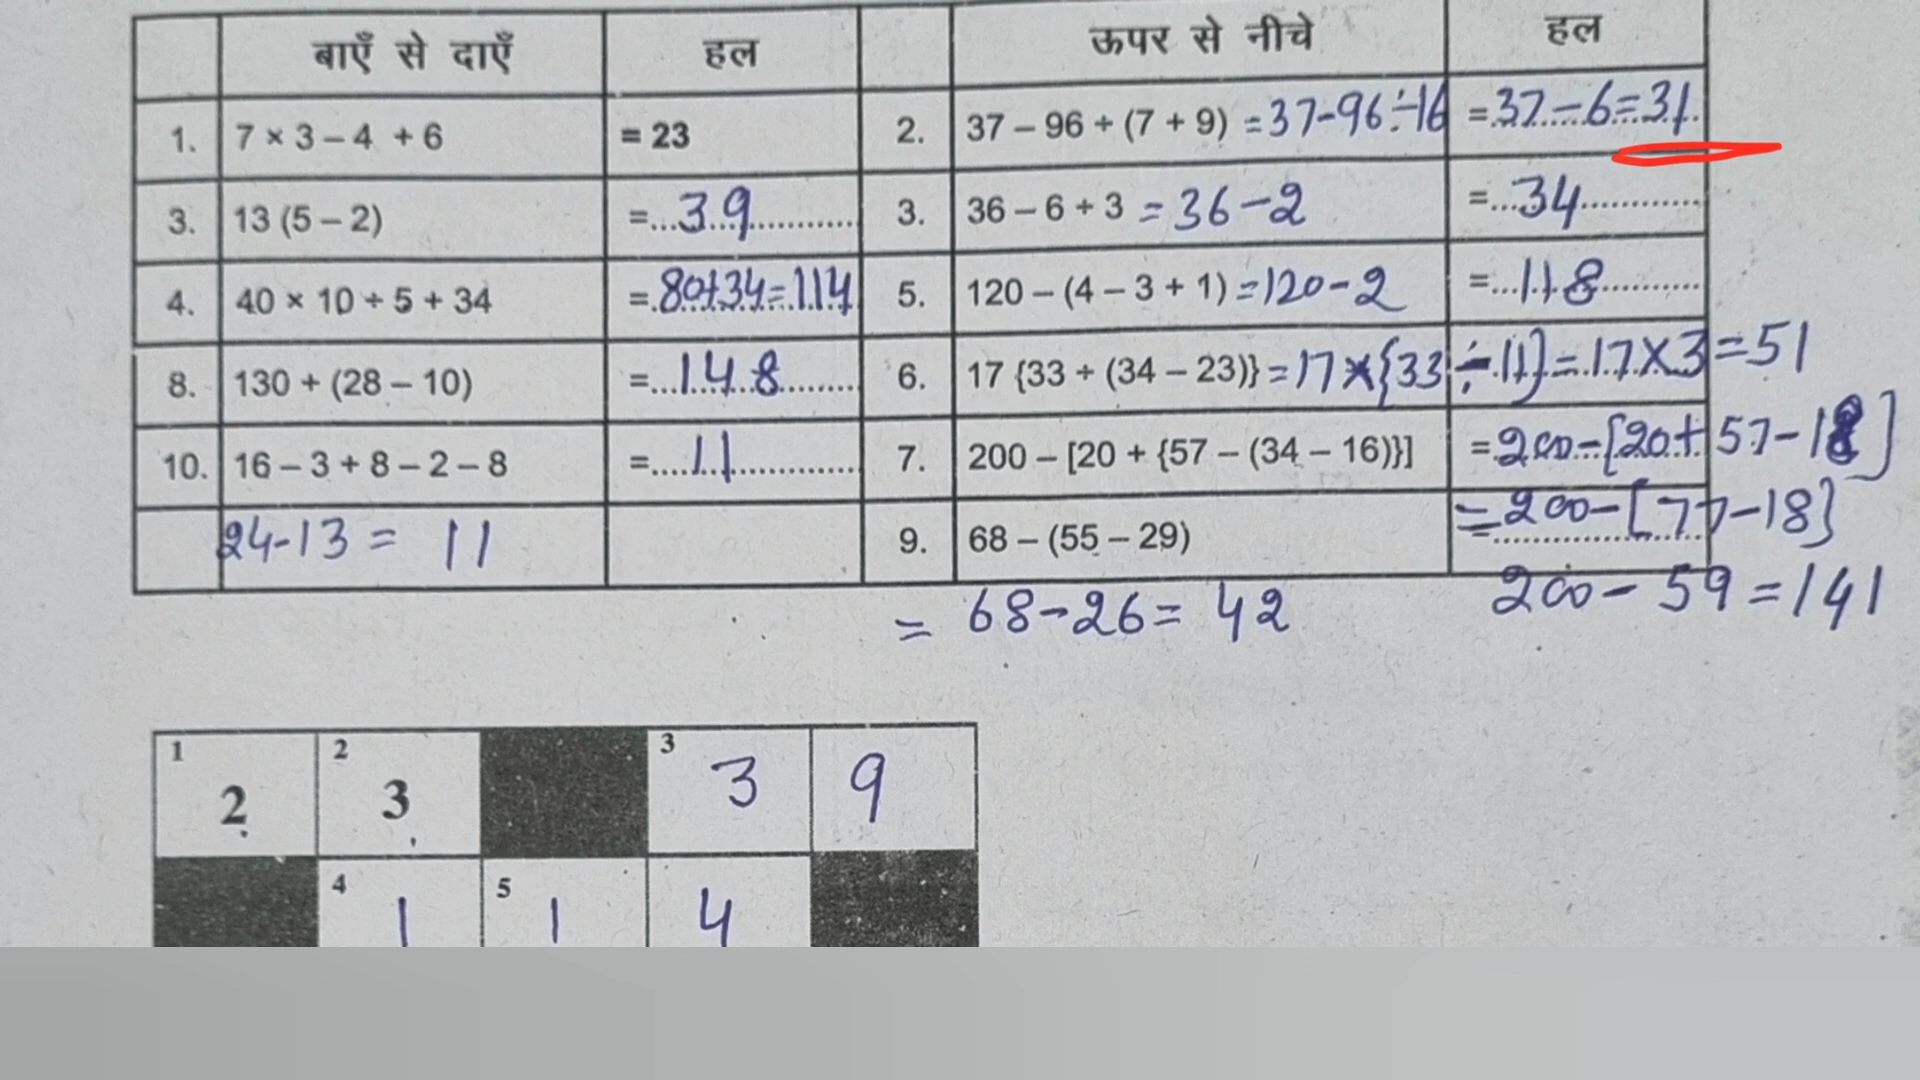 बाएँ से दाएँ हल ऊपर से नीचे हल
1. 7 × 3 – 4 + 6 = 23 2. 37 – 96 ÷ (7 + 9) = 37-96÷16 = 37-6=31
3. 13 (5 – 2) = 39 3. 36 – 6 ÷ 3 = 36-2 = 34
4. 40 × 10 ÷ 5 + 34 = 80+34=114 5. 120 – (4 – 3 + 1) = 120-2 = 118
8. 130 + (28 – 10) = 148 6. 17 {33 ÷ (34 – 23)} = 17×{33÷11}=17×3=51
10. 16 – 3 + 8 – 2 – 8 = 11 7. 200 – [20 + {57 – (34 – 16)}] = 200-[20+57-18]
24-13 = 11 9. 68 – (55 – 29) = 200-[77-18]
= 68-26= 42 200-59=141
1 2 2 3 3 3 9
4 1 5 1 4